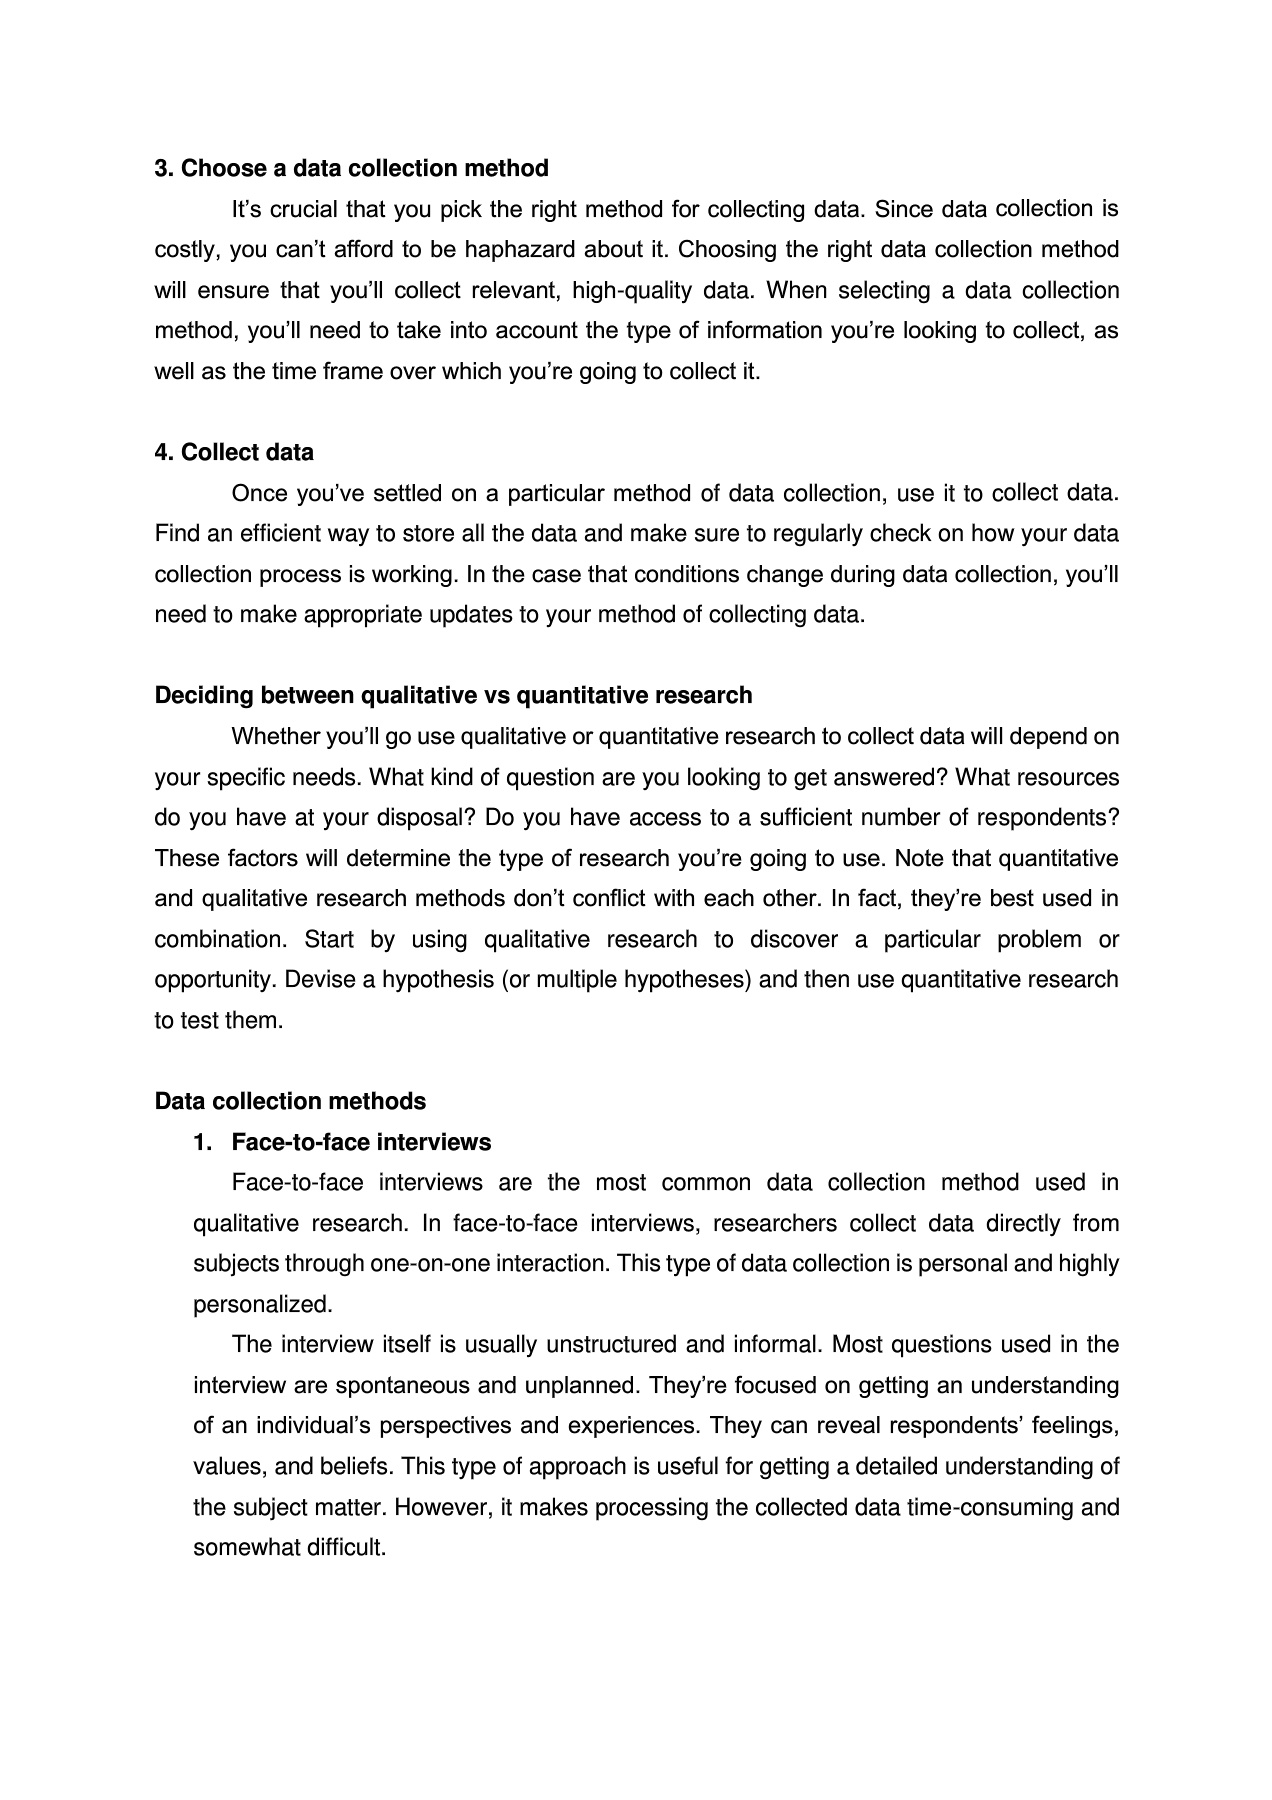 3. Choose a data collection method
It’s crucial that you pick the right method for collecting data. Since data collection is
costly, you can’t afford to be haphazard about it. Choosing the right data collection method
will ensure that you’ll collect relevant, high-quality data. When selecting a data collection
method, you’ll need to take into account the type of information you’re looking to collect, as
well as the time frame over which you’re going to collect it.
4. Collect data
Once you’ve settled on a particular method of data collection, use it to collect data.
Find an efficient way to store all the data and make sure to regularly check on how your data
collection process is working. In the case that conditions change during data collection, you’ll
need to make appropriate updates to your method of collecting data.
Deciding between qualitative vs quantitative research
Whether you’ll go use qualitative or quantitative research to collect data will depend on
your specific needs. What kind of question are you looking to get answered? What resources
do you have at your disposal? Do you have access to a sufficient number of respondents?
These factors will determine the type of research you’re going to use. Note that quantitative
and qualitative research methods don’t conflict with each other. In fact, they’re best used in
combination. Start by using qualitative research to discover a particular problem or
opportunity. Devise a hypothesis (or multiple hypotheses) and then use quantitative research
to test them.
Data collection methods
1. Face-to-face interviews
Face-to-face interviews are the most common data collection method used in
qualitative research. In face-to-face interviews, researchers collect data directly from
subjects through one-on-one interaction. This type of data collection is personal and highly
personalized.
The interview itself is usually unstructured and informal. Most questions used in the
interview are spontaneous and unplanned. They’re focused on getting an understanding
of an individual’s perspectives and experiences. They can reveal respondents’ feelings,
values, and beliefs. This type of approach is useful for getting a detailed understanding of
the subject matter. However, it makes processing the collected data time-consuming and
somewhat difficult.